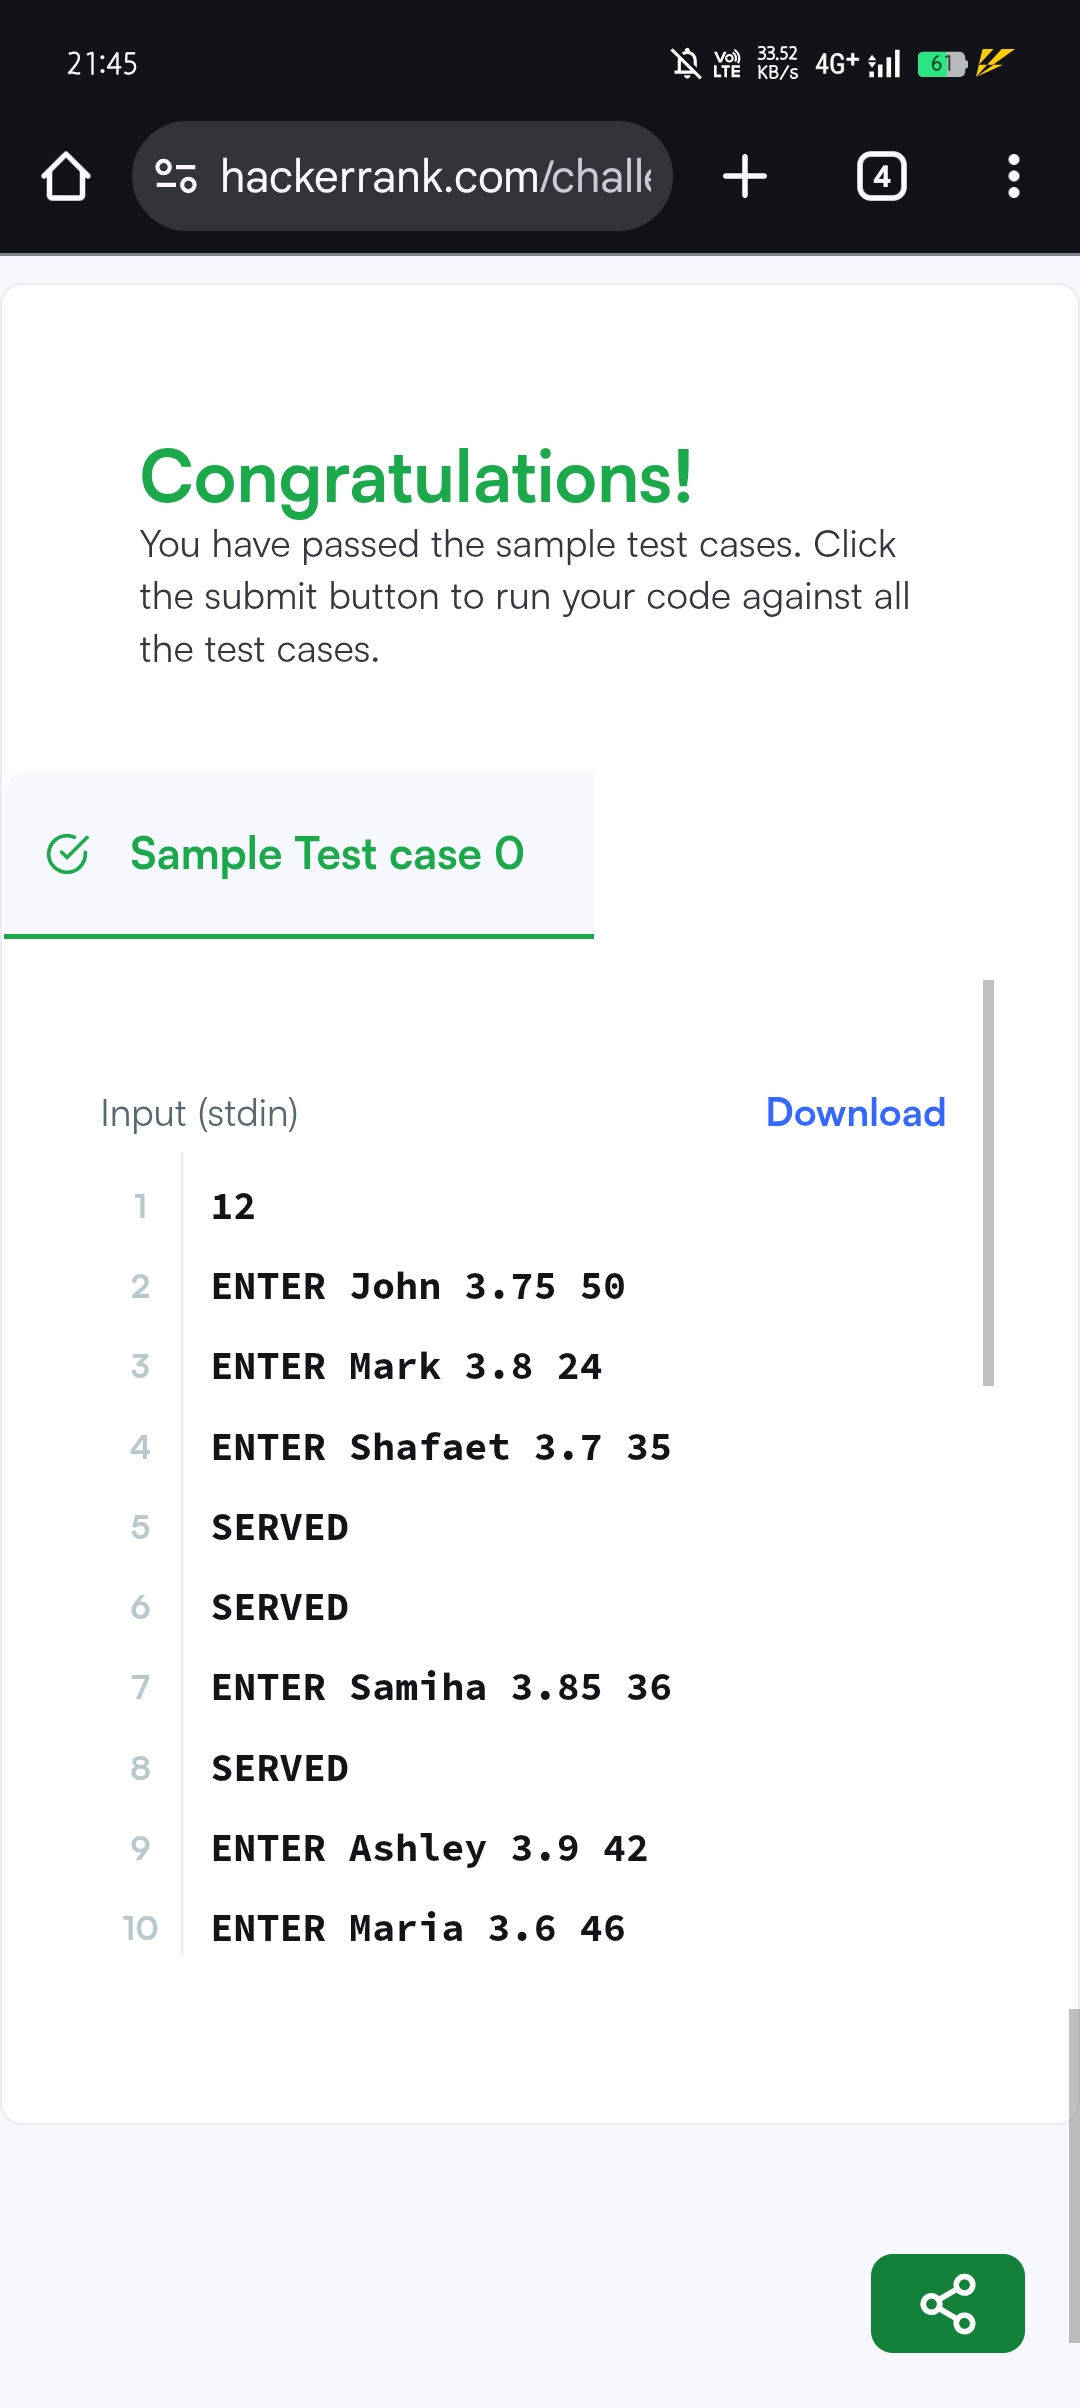 21:45
Vo)) LTE 33.52 KB/s 4G+ 61
hackerrank.com/challe
4
Congratulations!
You have passed the sample test cases. Click
the submit button to run your code against all
the test cases.
Sample Test case 0
Input (stdin) Download
1 12
2 ENTER John 3.75 50
3 ENTER Mark 3.8 24
4 ENTER Shafaet 3.7 35
5 SERVED
6 SERVED
7 ENTER Samiha 3.85 36
8 SERVED
9 ENTER Ashley 3.9 42
10 ENTER Maria 3.6 46